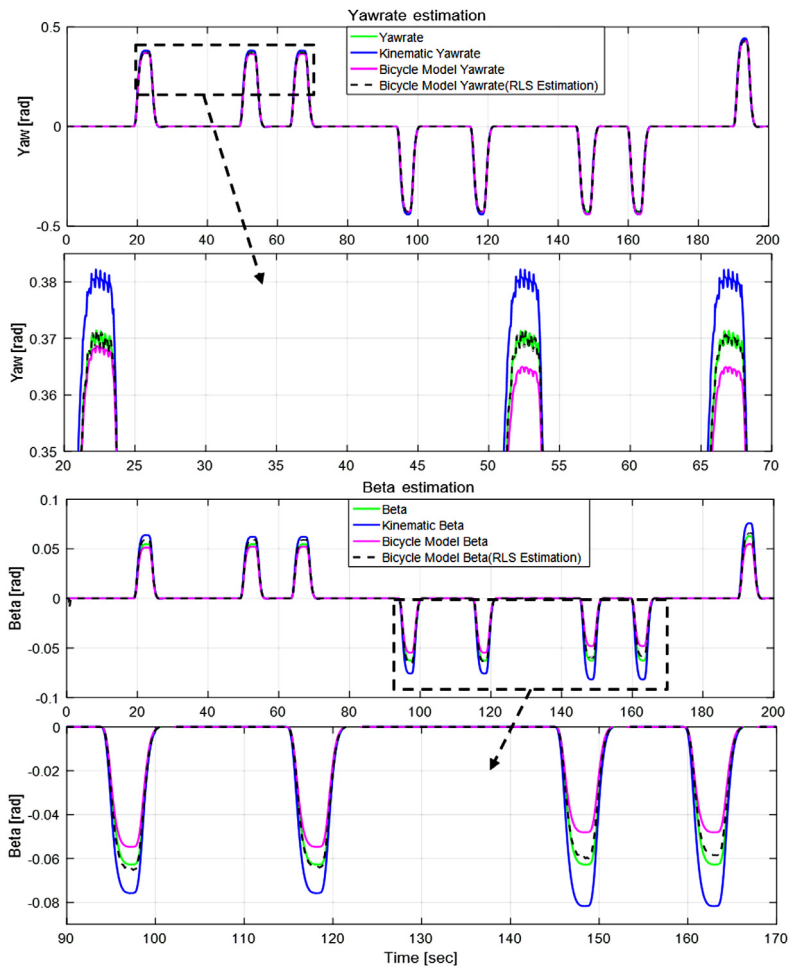 Yawrate estimation
0.5
0
-0.5
Yaw [rad]
Yawrate
Kinematic Yawrate
Bicycle Model Yawrate
Bicycle Model Yawrate(RLS Estimation)
0 20 40 60 80 100 120 140 160 180 200
0.38
0.37
0.36
0.35
Yaw [rad]
20 25 30 35 40 45 50 55 60 65 70
Beta estimation
0.1
0.05
0
-0.05
-0.1
Beta [rad]
Beta
Kinematic Beta
Bicycle Model Beta
Bicycle Model Beta(RLS Estimation)
0 20 40 60 80 100 120 140 160 180 200
0
-0.02
-0.04
-0.06
-0.08
Beta [rad]
90 100 110 120 130 140 150 160 170
Time [sec]